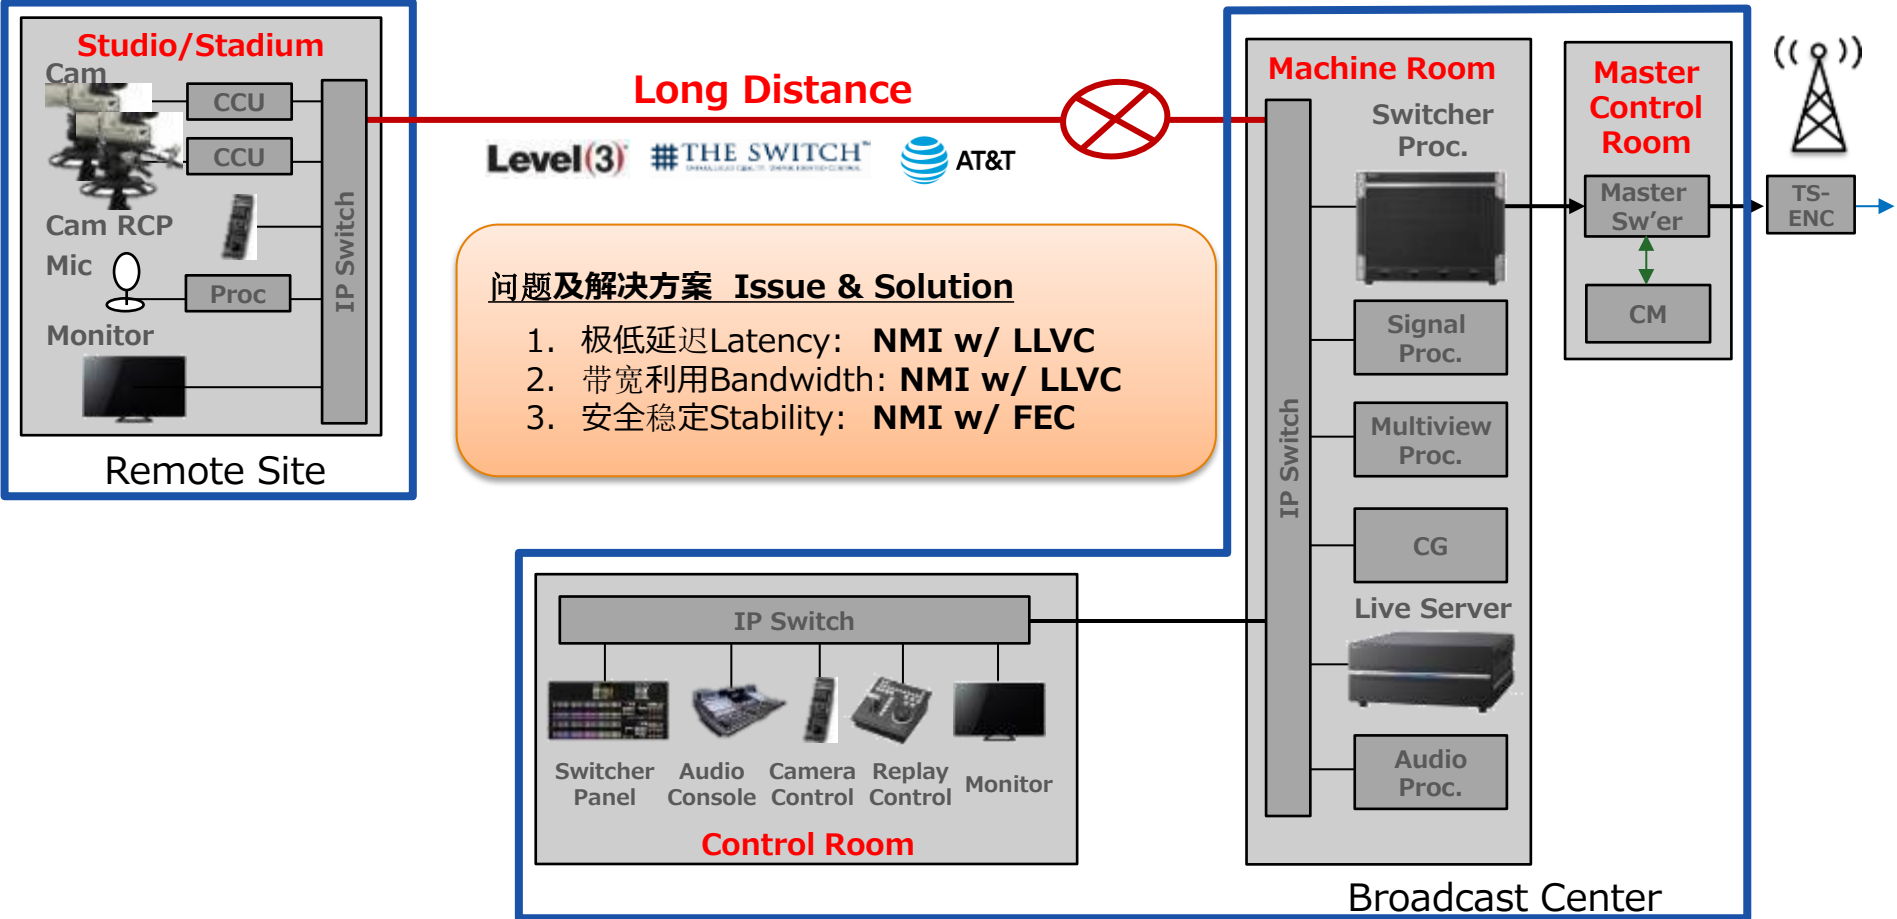 Studio/Stadium
Cam
CCU
CCU
Cam RCP
Mic
Proc
Monitor
IP Switch
Remote Site
Long Distance
Level(3)
THE SWITCH
AT&T
问题及解决方案 Issue & Solution
1. 极低延迟Latency: NMI w/ LLVC
2. 带宽利用Bandwidth: NMI w/ LLVC
3. 安全稳定Stability: NMI w/ FEC
Machine Room
Switcher
Proc.
Signal
Proc.
Multiview
Proc.
CG
Live Server
Audio
Proc.
IP Switch
Master
Control
Room
Master
Sw'er
CM
TS-
ENC
IP Switch
Switcher
Panel
Audio
Console
Camera
Control
Replay
Control
Monitor
Control Room
Broadcast Center